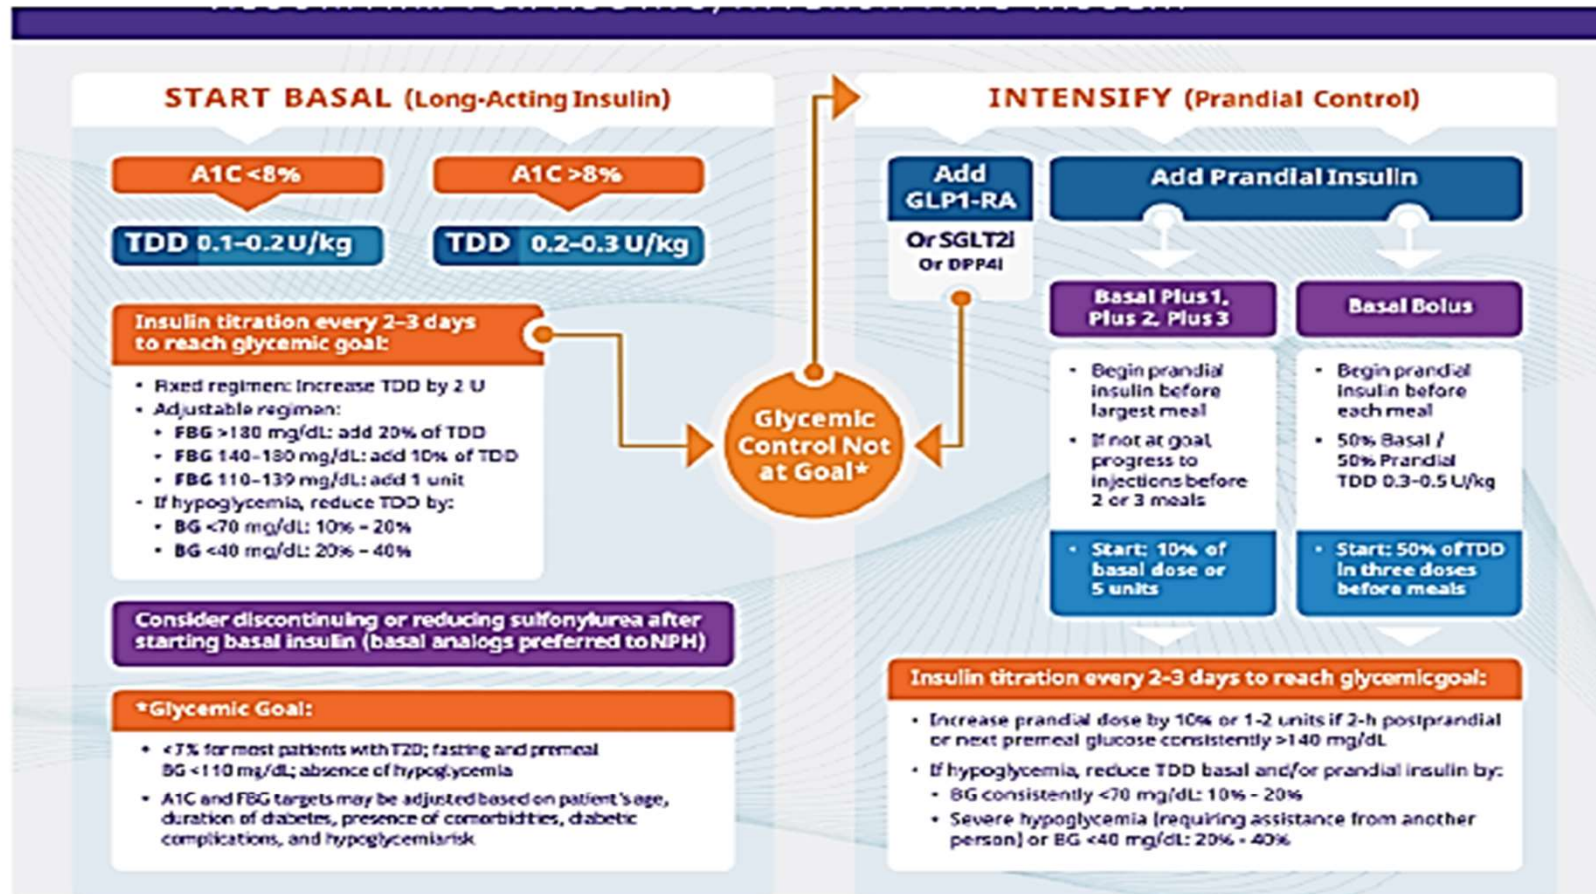 START BASAL (Long-Acting Insulin)
A1C <8%
A1C >8%
TDD 0.1–0.2 U/kg
TDD 0.2–0.3 U/kg
Insulin titration every 2–3 days
to reach glycemic goal:
• Fixed regimen: Increase TDD by 2 U
• Adjustable regimen:
• FBG >180 mg/dL: add 20% of TDD
• FBG 140–180 mg/dL: add 10% of TDD
• FBG 110–139 mg/dL: add 1 unit
• If hypoglycemia, reduce TDD by:
• BG <70 mg/dL: 10% – 20%
• BG <40 mg/dL: 20% – 40%
Consider discontinuing or reducing sulfonylurea after
starting basal insulin (basal analogs preferred to NPH)
*Glycemic Goal:
• <7% for most patients with T2D; fasting and premeal
BG <110 mg/dL; absence of hypoglycemia
• A1C and FBG targets may be adjusted based on patient's age,
duration of diabetes, presence of comorbidities, diabetic
complications, and hypoglycemia risk
Glycemic
Control Not
at Goal*
INTENSIFY (Prandial Control)
Add
GLP1-RA
Or SGLT2i
Or DPP4i
Add Prandial Insulin
Basal Plus 1,
Plus 2, Plus 3
• Begin prandial
insulin before
largest meal
• If not at goal,
progress to
injections before
2 or 3 meals
• Start: 10% of
basal dose or
5 units
Basal Bolus
• Begin prandial
insulin before
each meal
• 50% Basal /
50% Prandial
TDD 0.3–0.5 U/kg
• Start: 50% of TDD
in three doses
before meals
Insulin titration every 2–3 days to reach glycemic goal:
• Increase prandial dose by 10% or 1-2 units if 2-h postprandial
or next premeal glucose consistently >140 mg/dL
• If hypoglycemia, reduce TDD basal and/or prandial insulin by:
• BG consistently <70 mg/dL: 10% - 20%
• Severe hypoglycemia (requiring assistance from another
person) or BG <40 mg/dL: 20% - 40%